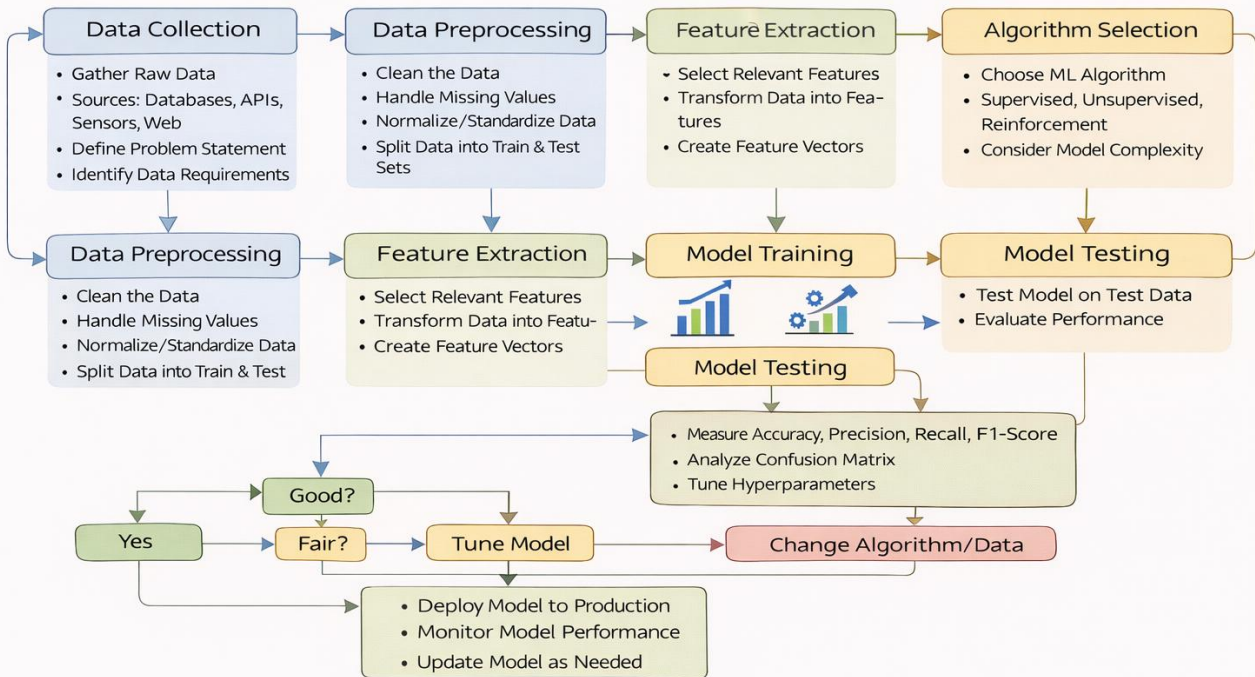 Data Collection
• Gather Raw Data
• Sources: Databases, APIs,
Sensors, Web
• Define Problem Statement
• Identify Data Requirements
Data Preprocessing
• Clean the Data
• Handle Missing Values
• Normalize/Standardize Data
• Split Data into Train & Test
Sets
Feature Extraction
• Select Relevant Features
• Transform Data into Fea-
tures
• Create Feature Vectors
Algorithm Selection
• Choose ML Algorithm
• Supervised, Unsupervised,
Reinforcement
• Consider Model Complexity
Data Preprocessing
• Clean the Data
• Handle Missing Values
• Normalize/Standardize Data
• Split Data into Train & Test
Feature Extraction
• Select Relevant Features
• Transform Data into Featu-
• Create Feature Vectors
Model Training
Model Testing
• Test Model on Test Data
• Evaluate Performance
Model Testing
• Measure Accuracy, Precision, Recall, F1-Score
• Analyze Confusion Matrix
• Tune Hyperparameters
Good?
Yes
Fair?
Tune Model
Change Algorithm/Data
• Deploy Model to Production
• Monitor Model Performance
• Update Model as Needed